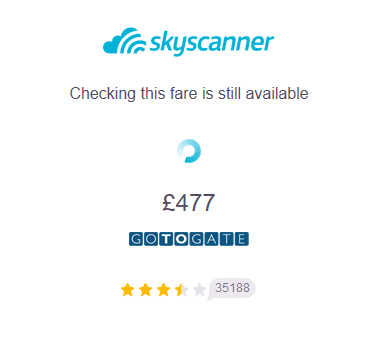 skyscanner
Checking this fare is still available
£477
GOTOGATE
35188